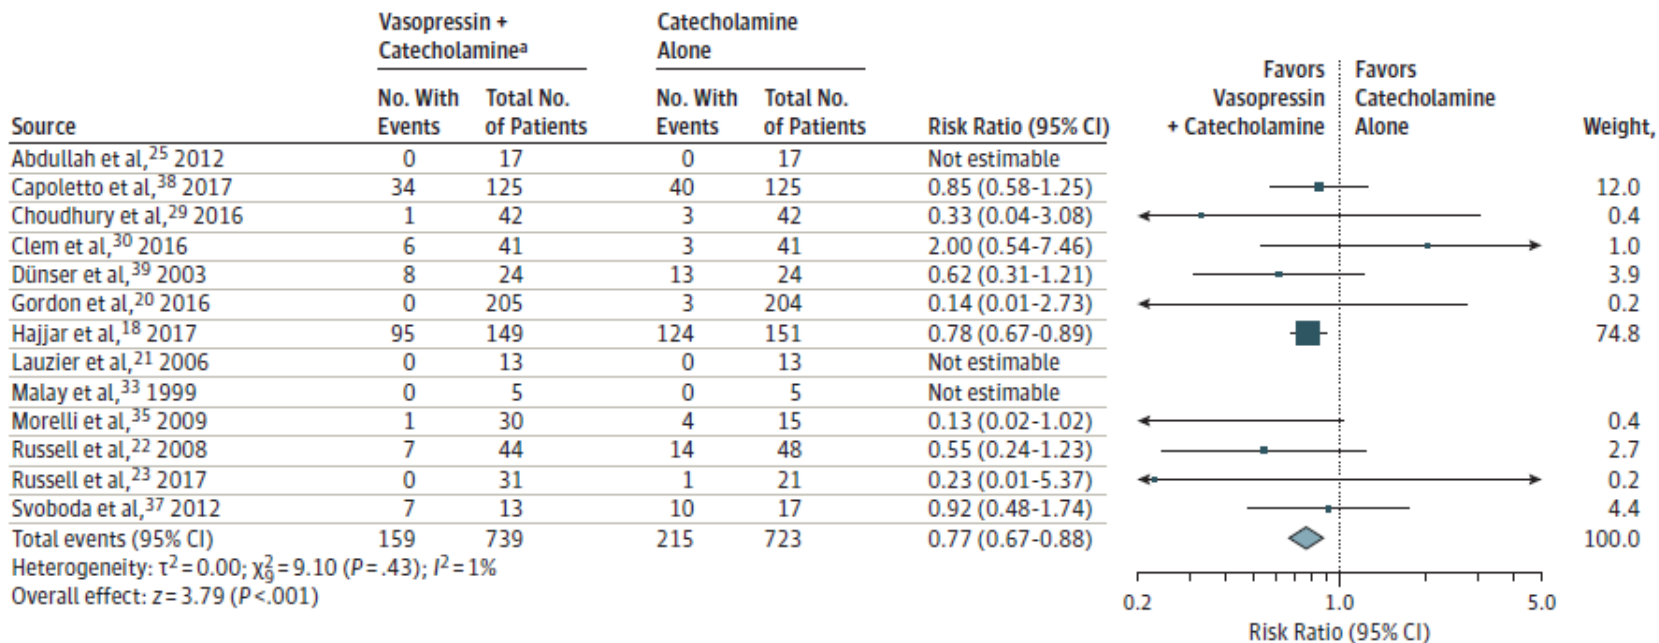 Vasopressin + Catecholamine Alone
Catecholamineᵃ
Favors Favors
No. With Total No. No. With Total No. Vasopressin Catecholamine
Source Events of Patients Events of Patients Risk Ratio (95% CI) + Catecholamine Alone Weight,
Abdullah et al,²⁵ 2012 0 17 0 17 Not estimable
Capoletto et al,³⁸ 2017 34 125 40 125 0.85 (0.58-1.25) 12.0
Choudhury et al,²⁹ 2016 1 42 3 42 0.33 (0.04-3.08) 0.4
Clem et al,³⁰ 2016 6 41 3 41 2.00 (0.54-7.46) 1.0
Dünser et al,³⁹ 2003 8 24 13 24 0.62 (0.31-1.21) 3.9
Gordon et al,²⁰ 2016 0 205 3 204 0.14 (0.01-2.73) 0.2
Hajjar et al,¹⁸ 2017 95 149 124 151 0.78 (0.67-0.89) 74.8
Lauzier et al,²¹ 2006 0 13 0 13 Not estimable
Malay et al,³³ 1999 0 5 0 5 Not estimable
Morelli et al,³⁵ 2009 1 30 4 15 0.13 (0.02-1.02) 0.4
Russell et al,²² 2008 7 44 14 48 0.55 (0.24-1.23) 2.7
Russell et al,²³ 2017 0 31 1 21 0.23 (0.01-5.37) 0.2
Svoboda et al,³⁷ 2012 7 13 10 17 0.92 (0.48-1.74) 4.4
Total events (95% CI) 159 739 215 723 0.77 (0.67-0.88) 100.0
Heterogeneity: τ² = 0.00; χ²₉ = 9.10 (P = .43); I² = 1%
Overall effect: z = 3.79 (P <.001)
0.2 1.0 5.0
Risk Ratio (95% CI)